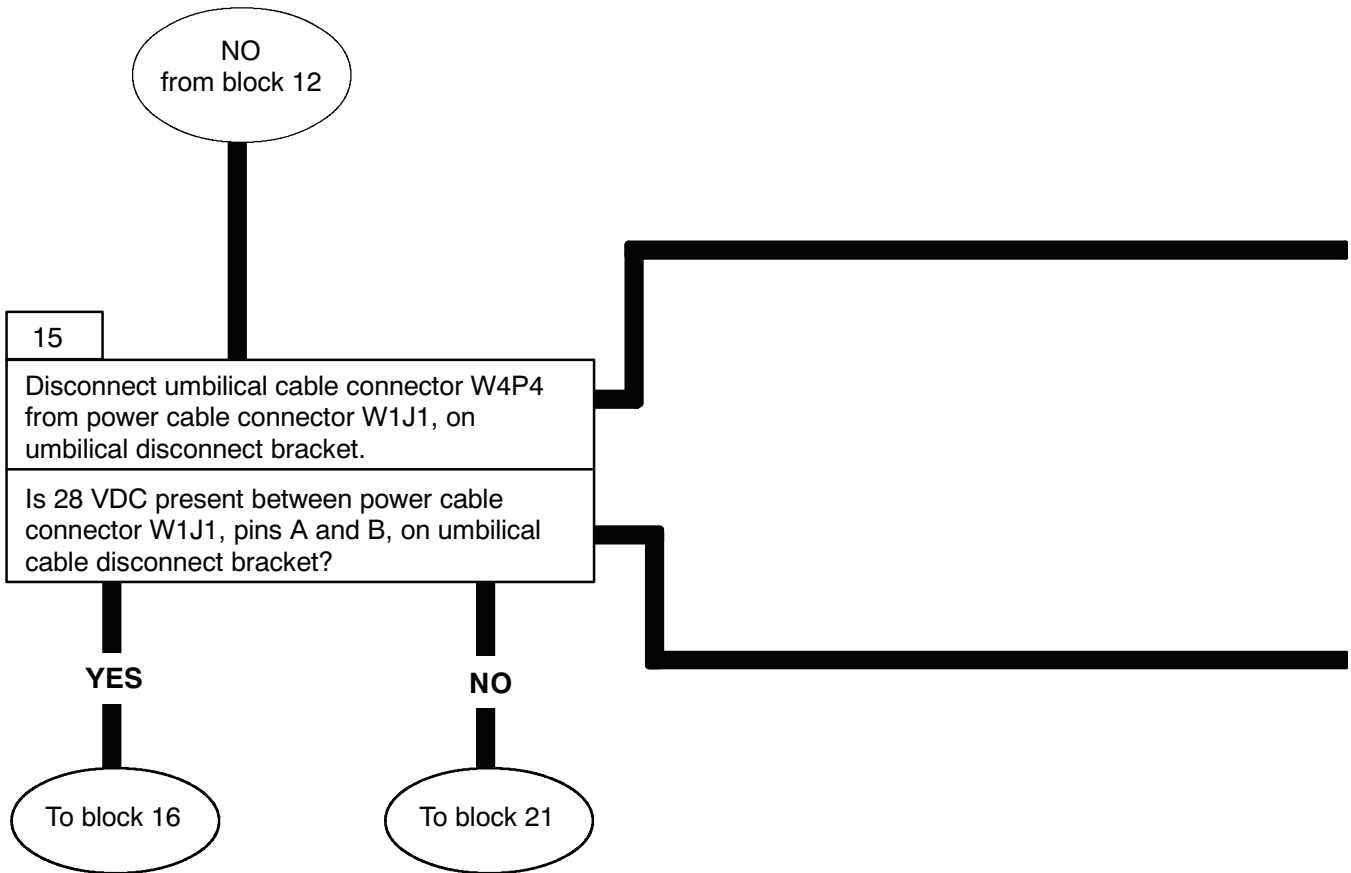 NO
from block 12
15
Disconnect umbilical cable connector W4P4
from power cable connector W1J1, on
umbilical disconnect bracket.
Is 28 VDC present between power cable
connector W1J1, pins A and B, on umbilical
cable disconnect bracket?
YES
NO
To block 16
To block 21